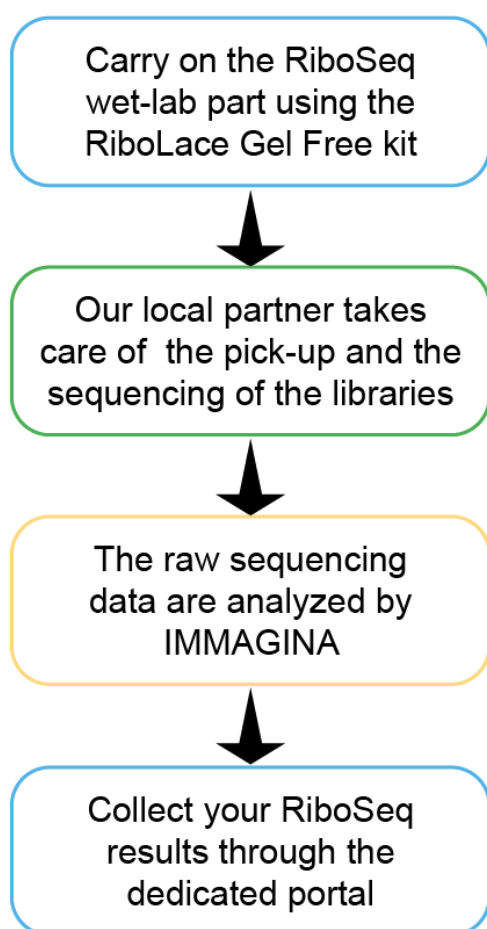 Carry on the RiboSeq
wet-lab part using the
RiboLace Gel Free kit
Our local partner takes
care of  the pick-up and the
sequencing of the libraries
The raw sequencing
data are analyzed by
IMMAGINA
Collect your RiboSeq
results through the
dedicated portal